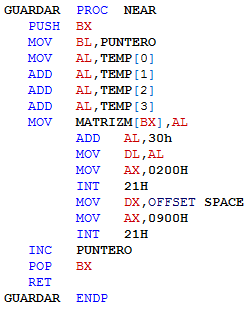 GUARDAR PROC NEAR
PUSH BX
MOV BL,PUNTERO
MOV AL,TEMP[0]
ADD AL,TEMP[1]
ADD AL,TEMP[2]
ADD AL,TEMP[3]
MOV MATRIZM[BX],AL
ADD AL,30h
MOV DL,AL
MOV AX,0200H
INT 21H
MOV DX,OFFSET SPACE
MOV AX,0900H
INT 21H
INC PUNTERO
POP BX
RET
GUARDAR ENDP